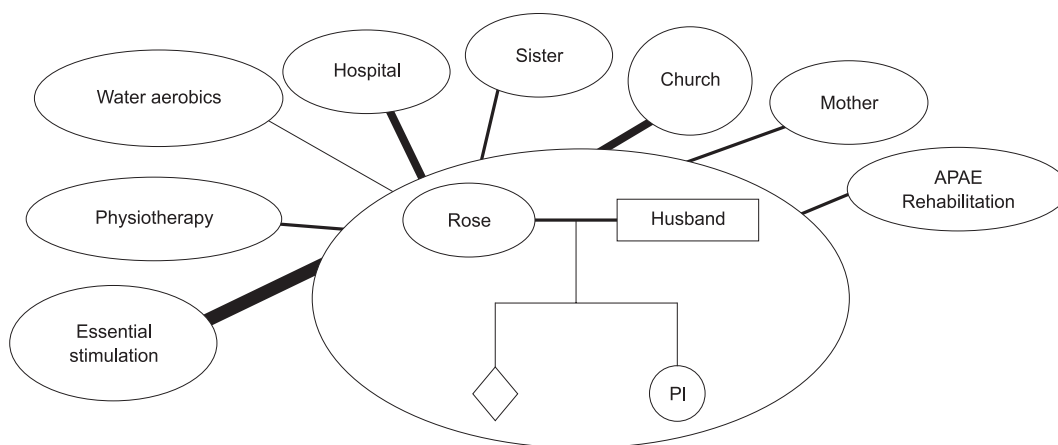 Sister
Hospital
Church
Water aerobics
Mother
APAE
Rehabilitation
Physiotherapy
Rose
Husband
Essential
stimulation
PI